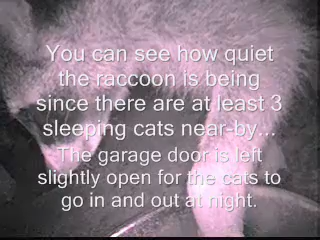 You can see how quiet
the raccoon is being
since there are at least 3
sleeping cats near-by...
The garage door is left
slightly open for the cats to
go in and out at night.